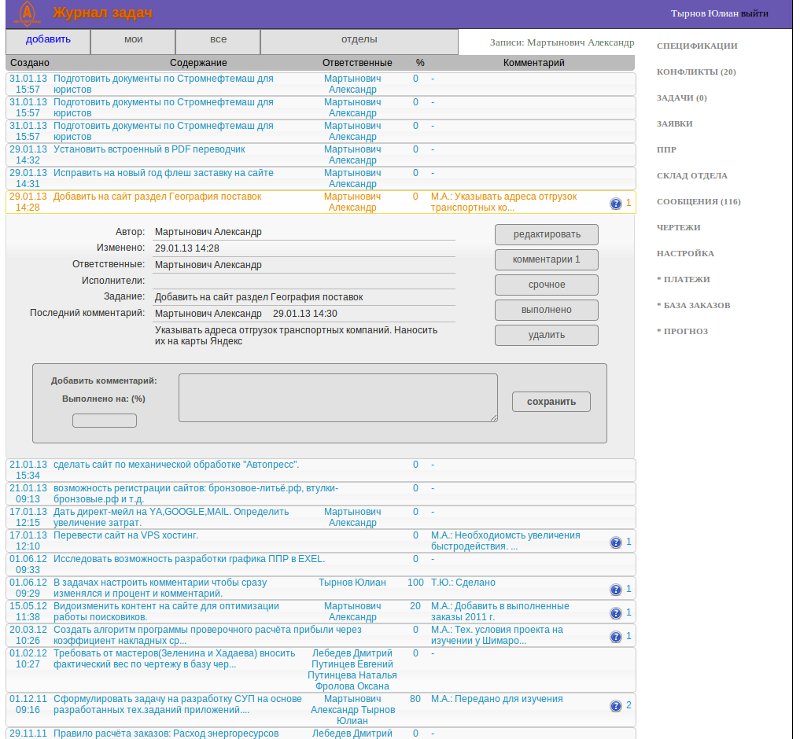 Журнал задач
Тырнов Юлиан выйти
добавить мои все отделы
Записи: Мартынович Александр
Создано Содержание Ответственные % Комментарий
31.01.13 Подготовить документы по Стромнефтемаш для Мартынович 0 -
15:57 юристов Александр
31.01.13 Подготовить документы по Стромнефтемаш для Мартынович 0 -
15:57 юристов Александр
31.01.13 Подготовить документы по Стромнефтемаш для Мартынович 0 -
15:57 юристов Александр
29.01.13 Установить встроенный в PDF переводчик Мартынович 0 -
14:32 Александр
29.01.13 Исправить на новый год флеш заставку на сайте Мартынович 0 -
14:31 Александр
29.01.13 Добавить на сайт раздел География поставок Мартынович 0 М.А.: Указывать адреса отгрузок ? 1
14:28 Александр транспортных ко...
Автор: Мартынович Александр
Изменено: 29.01.13 14:28
Ответственные: Мартынович Александр
Исполнители:
Задание: Добавить на сайт раздел География поставок
Последний комментарий: Мартынович Александр 29.01.13 14:30
Указывать адреса отгрузок транспортных компаний. Наносить
их на карты Яндекс
редактировать
комментарии 1
срочное
выполнено
удалить
Добавить комментарий:
Выполнено на: (%)
сохранить
21.01.13 сделать сайт по механической обработке "Автопресс". 0 -
15:34
21.01.13 возможность регистрации сайтов: бронзовое-литьё.рф, втулки- 0 -
09:13 бронзовые.рф и т.д.
17.01.13 Дать директ-мейл на YA,GOOGLE,MAIL. Определить Мартынович 0 -
12:15 увеличение затрат. Александр
17.01.13 Перевести сайт на VPS хостинг. 0 М.А.: Необходиомсть увеличения ? 1
12:10 быстродействия. ...
01.06.12 Исследовать возможность разработки графика ППР в EXEL. 0 -
09:33
01.06.12 В задачах настроить комментарии чтобы сразу Тырнов Юлиан 100 Т.Ю.: Сделано ? 1
09:29 изменялся и процент и комментарий.
15.05.12 Видоизменить контент на сайте для оптимизации Мартынович 20 М.А.: Добавить в выполненные ? 1
11:38 работы поисковиков. Александр заказы 2011 г.
20.03.12 Создать алгоритм программы проверочного расчёта прибыли через 0 М.А.: Тех. условия проекта на ? 1
10:26 коэффициент накладных ср... изучении у Шимаро...
01.02.12 Требовать от мастеров(Зеленина и Хадаева) вносить Лебедев Дмитрий 0 -
10:27 фактический вес по чертежу в базу чер... Путинцев Евгений
Путинцева Наталья
Фролова Оксана
01.12.11 Сформулировать задачу на разработку СУП на основе Мартынович 80 М.А.: Передано для изучения ? 2
09:16 разработанных тех.заданий приложений.... Александр Тырнов
Юлиан
29.11.11 Правило расчёта заказов: Расход энергоресурсов Лебедев Дмитрий 0 -
СПЕЦИФИКАЦИИ
КОНФЛИКТЫ (20)
ЗАДАЧИ (0)
ЗАЯВКИ
ППР
СКЛАД ОТДЕЛА
СООБЩЕНИЯ (116)
ЧЕРТЕЖИ
НАСТРОЙКА
* ПЛАТЕЖИ
* БАЗА ЗАКАЗОВ
* ПРОГНОЗ